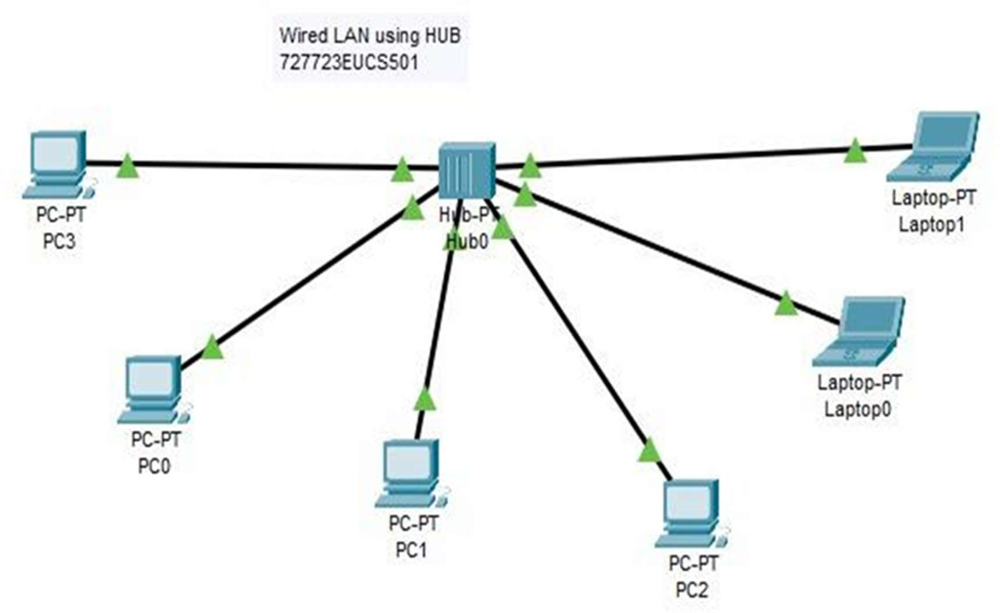 Wired LAN using HUB
727723EUCS501
PC-PT
PC3
Hub-PT
Hub0
Laptop-PT
Laptop1
PC-PT
PC0
Laptop-PT
Laptop0
PC-PT
PC1
PC-PT
PC2